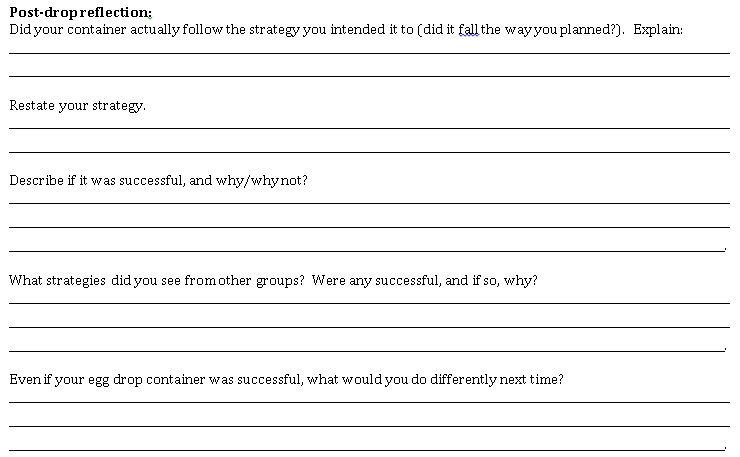 Post-drop reflection:
Did your container actually follow the strategy you intended it to (did it fall the way you planned?).  Explain:
Restate your strategy.
Describe if it was successful, and why/why not?
What strategies did you see from other groups?  Were any successful, and if so, why?
Even if your egg drop container was successful, what would you do differently next time?